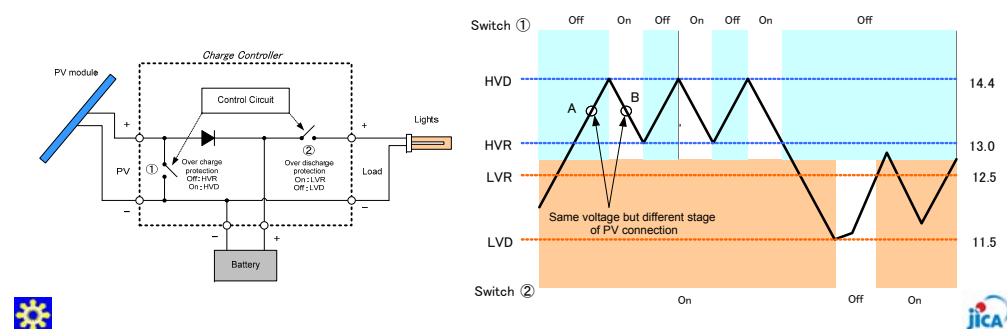 Charge Controller
PV module
Control Circuit
Lights
+
+
①
Over charge
protection
Off : HVR
On : HVD
②
Over discharge
protection
On : LVR
Off : LVD
PV
Load
−
−
−
+
Battery
Switch ①
Off
On
Off
On
Off
On
Off
HVD
14.4
A
B
HVR
13.0
LVR
12.5
Same voltage but different stage
of PV connection
LVD
11.5
Switch ②
On
Off
On
jICA